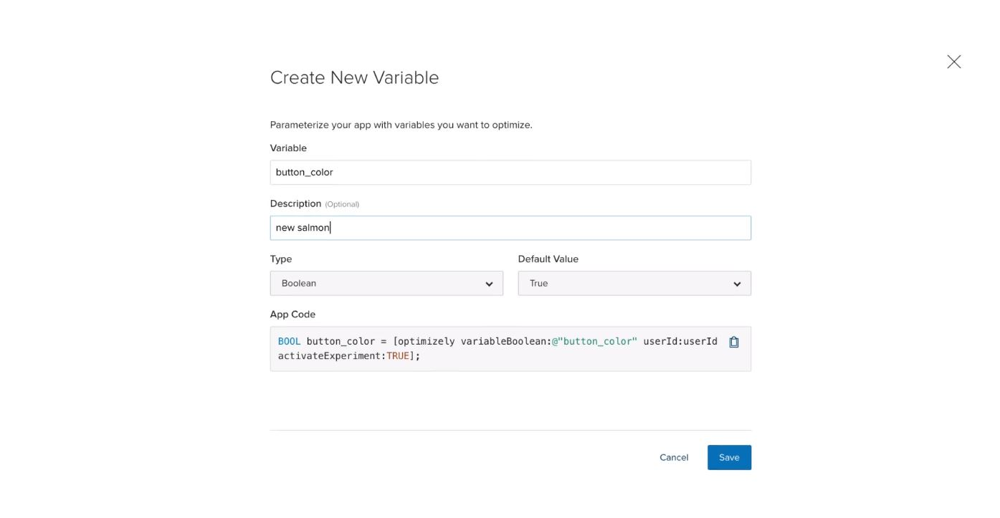 Create New Variable
Parameterize your app with variables you want to optimize.
Variable
button_color
Description (Optional)
new salmon
Type
Default Value
Boolean
True
App Code
BOOL button_color = [optimizely variableBoolean:@"button_color" userId:userId
activateExperiment:TRUE];
Cancel
Save